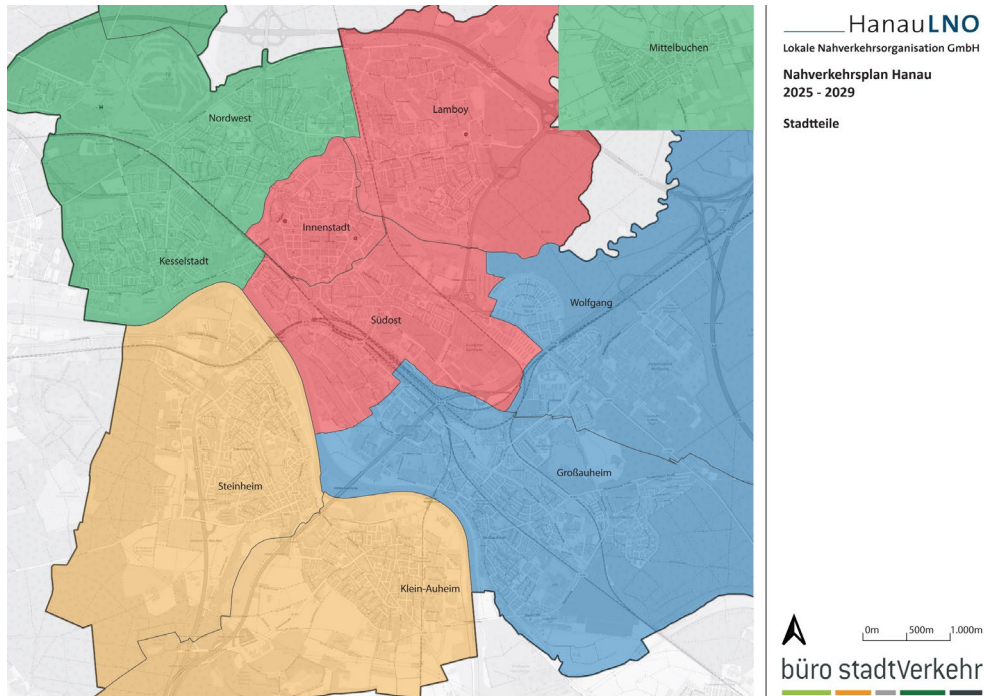 HanauLNO
Lokale Nahverkehrsorganisation GmbH
Nahverkehrsplan Hanau
2025 - 2029
Stadtteile
Mittelbuchen
Lamboy
Nordwest
Innenstadt
Kesselstadt
Wolfgang
Südost
Großauheim
Steinheim
Klein-Auheim
0m 500m 1.000m
büro stadtVerkehr